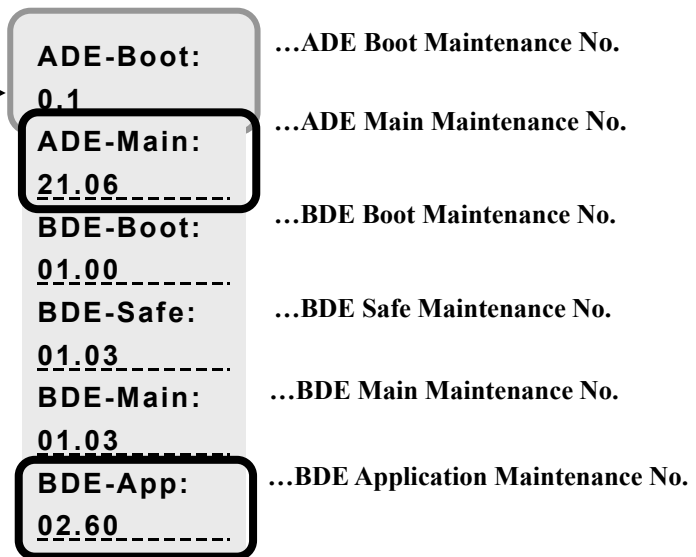 ADE-Boot:
…ADE Boot Maintenance No.
0.1
ADE-Main:
…ADE Main Maintenance No.
21.06
BDE-Boot:
…BDE Boot Maintenance No.
01.00
BDE-Safe:
…BDE Safe Maintenance No.
01.03
BDE-Main:
…BDE Main Maintenance No.
01.03
BDE-App:
…BDE Application Maintenance No.
02.60